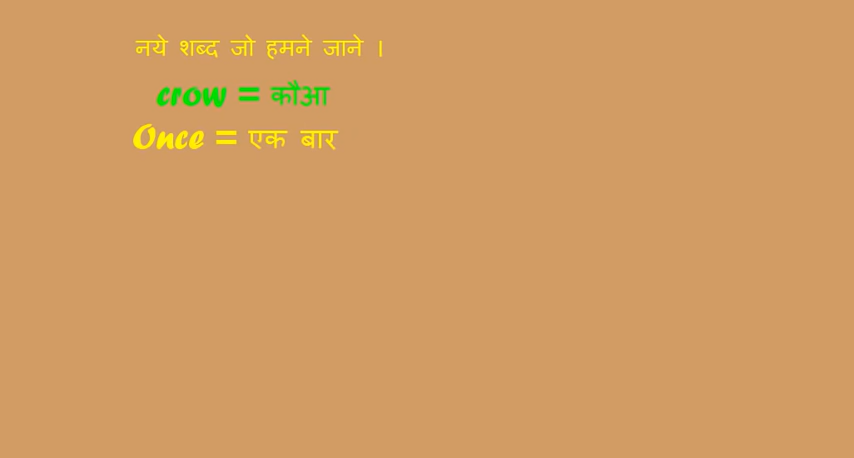 नये शब्द जो हमने जाने ।
crow = कौआ
Once = एक बार